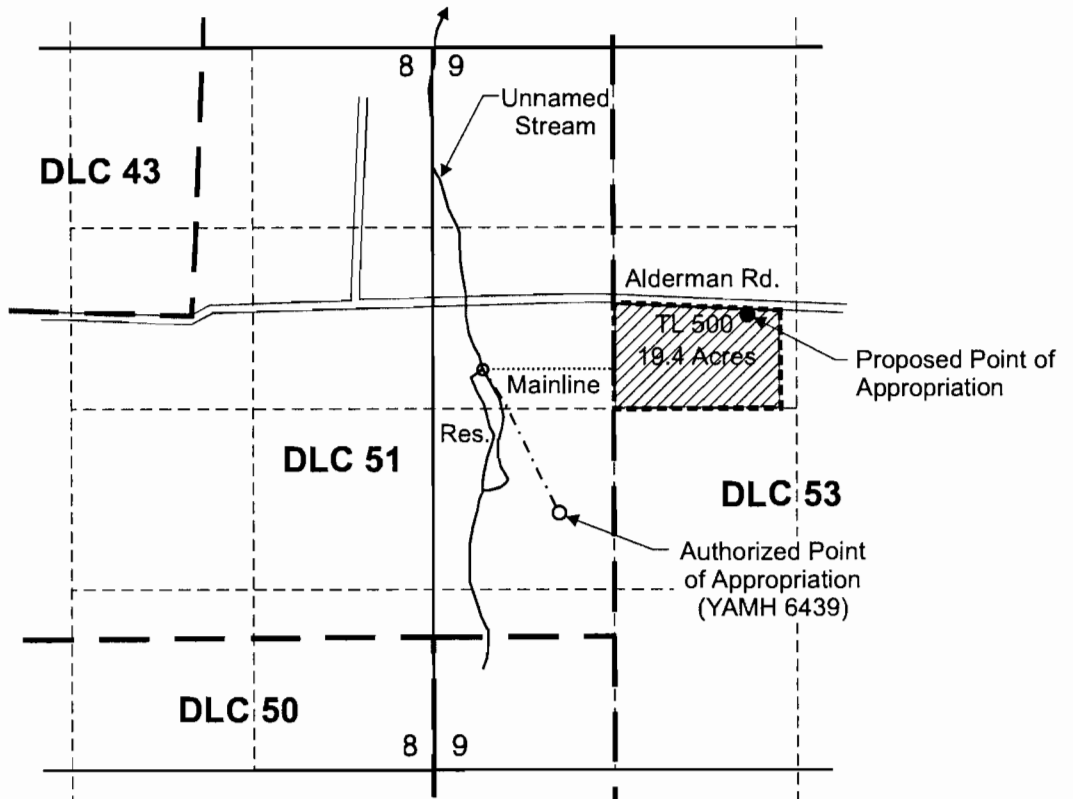 8 9
Unnamed
Stream
DLC 43
Alderman Rd.
TL 500
19.4 Acres
Proposed Point of
Appropriation
Mainline
Res.
DLC 51
DLC 53
Authorized Point
of Appropriation
(YAMH 6439)
DLC 50
8 9